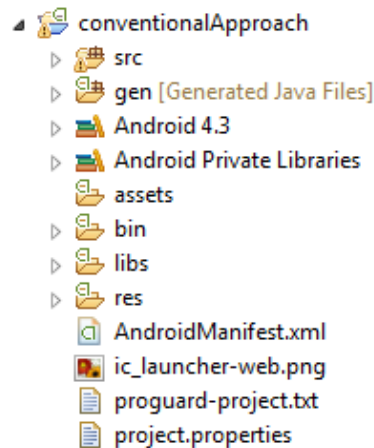 conventionalApproach
src
gen [Generated Java Files]
Android 4.3
Android Private Libraries
assets
bin
libs
res
AndroidManifest.xml
ic_launcher-web.png
proguard-project.txt
project.properties